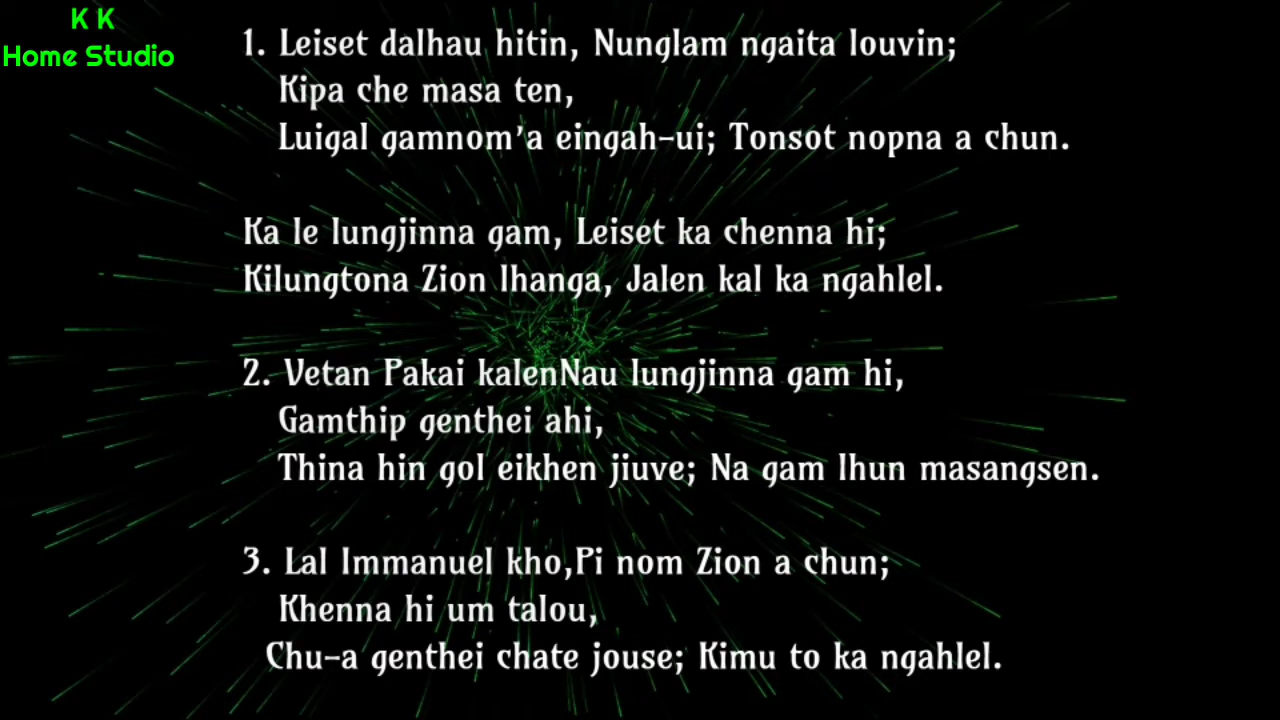 K K
Home Studio
1. Leiset dalhau hitin, Nunglam ngaita louvin;
Kipa che masa ten,
Luigal gamnom'a eingah-ui; Tonsot nopna a chun.
Ka le lungjinna gam, Leiset ka chenna hi;
Kilungtona Zion lhanga, Jalen kal ka ngahlel.
2. Vetan Pakai kalenNau lungjinna gam hi,
Gamthip genthei ahi,
Thina hin gol eikhen jiuve; Na gam lhun masangsen.
3. Lal Immanuel kho,Pi nom Zion a chun;
Khenna hi um talou,
Chu-a genthei chate jouse; Kimu to ka ngahlel.